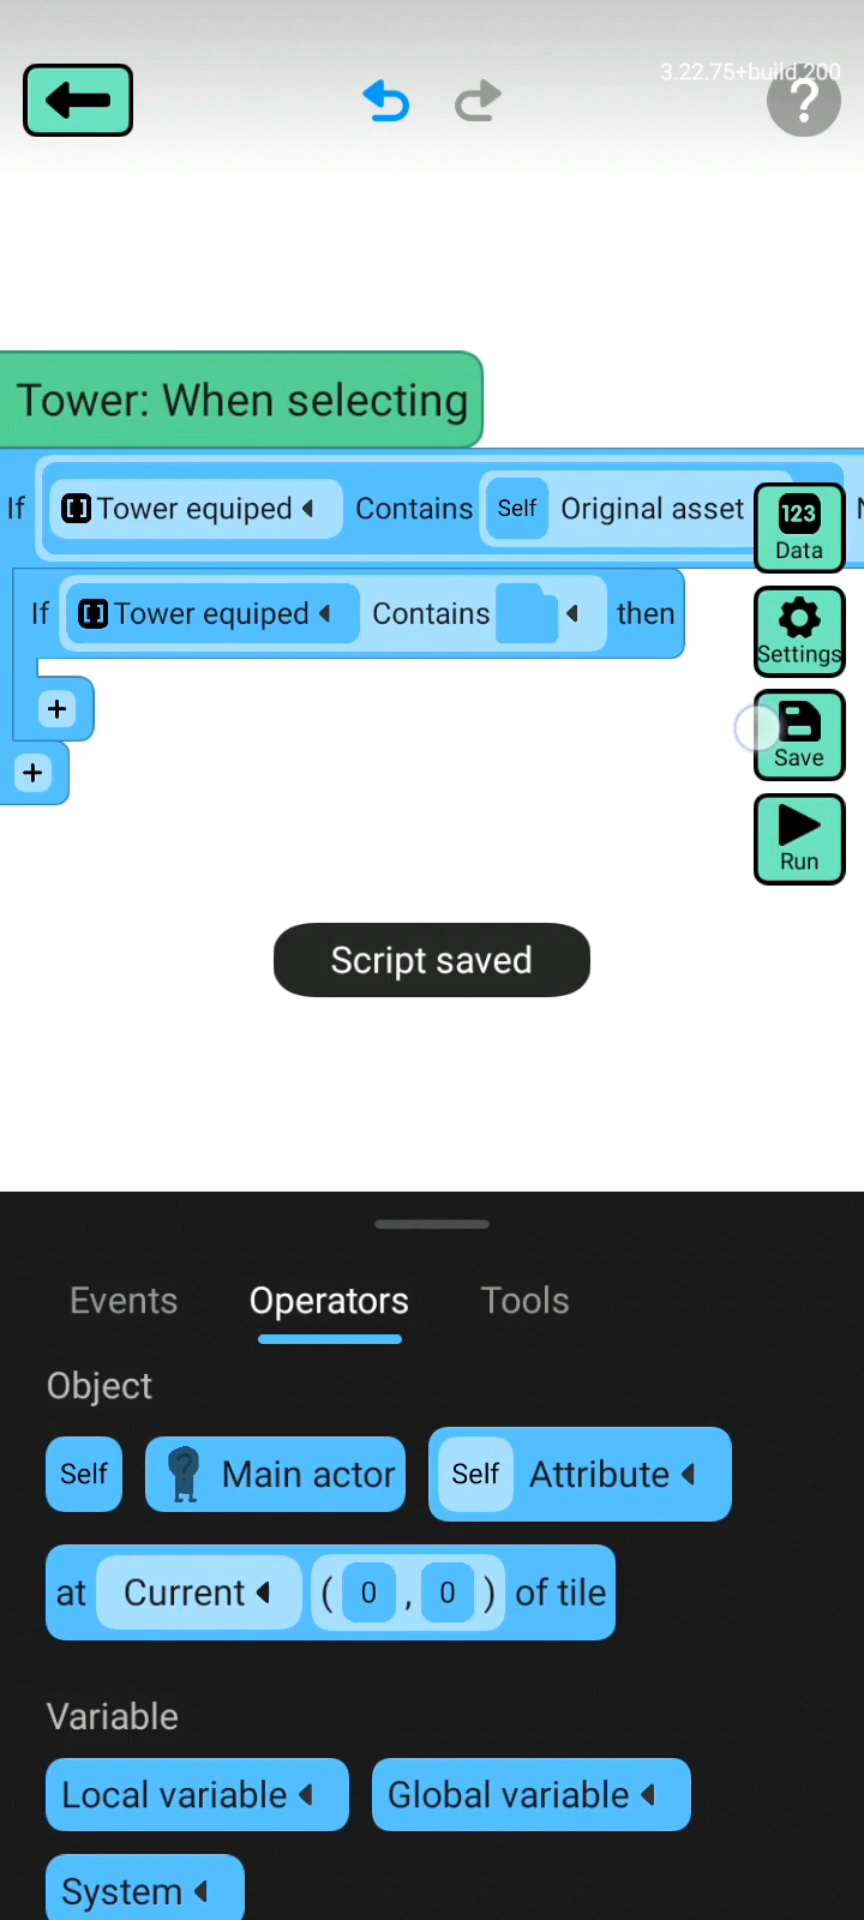 3.22.75+build.200
?
Tower: When selecting
If Tower equiped Contains Self Original asset
123
Data
If Tower equiped Contains then
Settings
+
Save
+
Run
Script saved
Events Operators Tools
Object
Self ? Main actor Self Attribute
at Current ( 0 , 0 ) of tile
Variable
Local variable Global variable
System